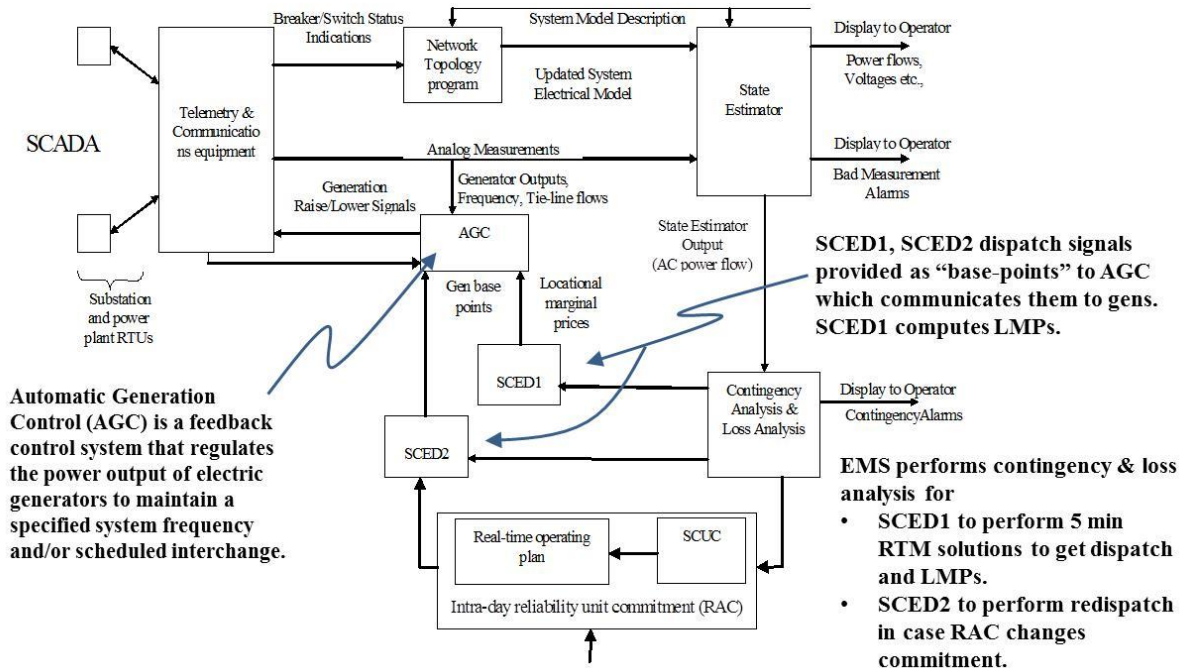 System Model Description
Breaker/Switch Status
Indications
Network
Topology
program
Updated System
Electrical Model
State
Estimator
Display to Operator
Power flows,
Voltages etc.,
Display to Operator
Bad Measurement
Alarms
SCADA
Telemetry &
Communicatio
ns equipment
Analog Measurements
Generator Outputs,
Frequency, Tie-line flows
Generation
Raise/Lower Signals
AGC
Substation
and power
plant RTUs
Gen base
points
Locational
marginal
prices
State Estimator
Output
(AC power flow)
SCED1, SCED2 dispatch signals
provided as “base-points” to AGC
which communicates them to gens.
SCED1 computes LMPs.
SCED1
SCED2
Contingency
Analysis &
Loss Analysis
Display to Operator
ContingencyAlarms
Automatic Generation
Control (AGC) is a feedback
control system that regulates
the power output of electric
generators to maintain a
specified system frequency
and/or scheduled interchange.
Real-time operating
plan
SCUC
Intra-day reliability unit commitment (RAC)
EMS performs contingency & loss
analysis for
• SCED1 to perform 5 min
RTM solutions to get dispatch
and LMPs.
• SCED2 to perform redispatch
in case RAC changes
commitment.